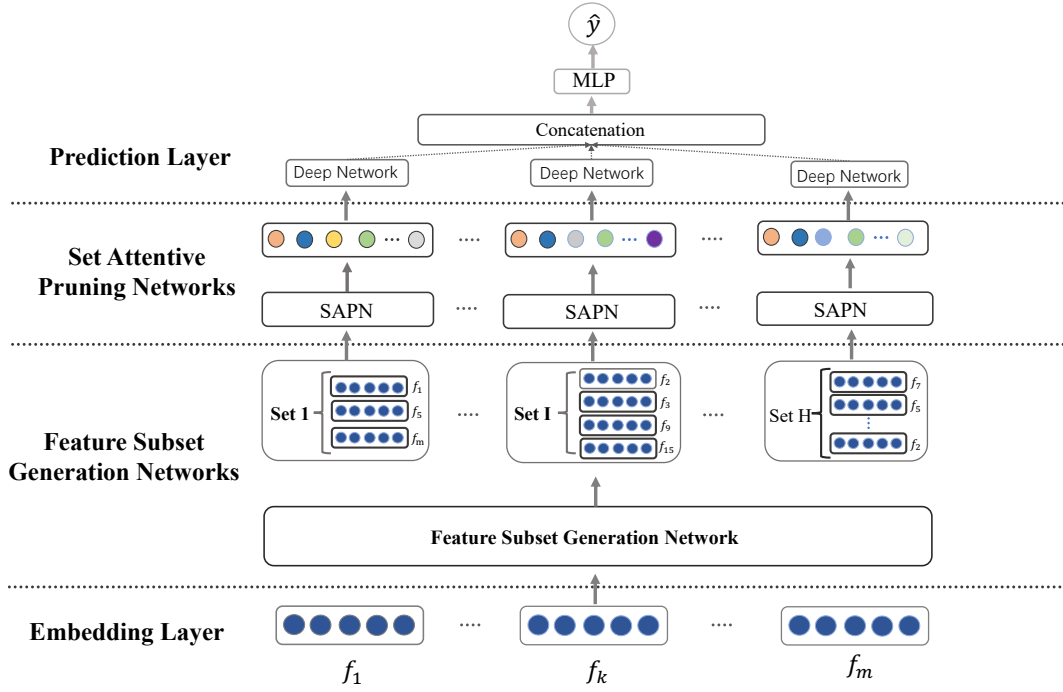 ŷ
MLP
Concatenation
Prediction Layer
Deep Network
Deep Network
Deep Network
....
....
Set Attentive
Pruning Networks
SAPN
....
SAPN
....
SAPN
Set 1
f1
f5
fm
....
Set I
f2
f3
f9
f15
....
Set H
f7
f5
f2
Feature Subset
Generation Networks
Feature Subset Generation Network
Embedding Layer
....
....
f1
fk
fm